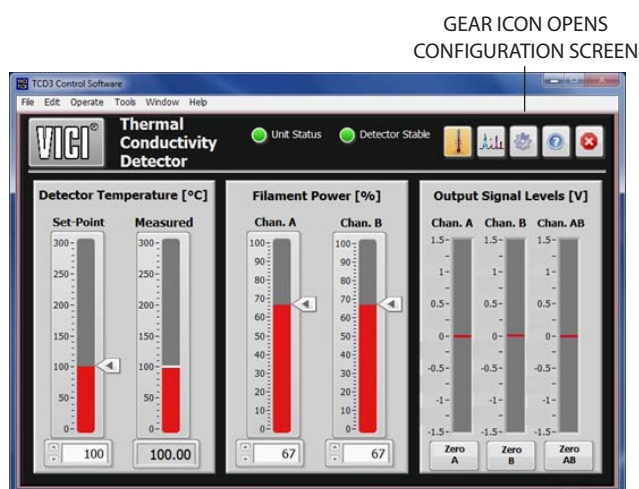 GEAR ICON OPENS
CONFIGURATION SCREEN
TCD3 Control Software
File Edit Operate Tools Window Help
VICI®
Thermal
Conductivity
Detector
Unit Status
Detector Stable
?
Detector Temperature [°C]
Set-Point Measured
300- 300-
250- 250-
200- 200-
150- 150-
100- 100-
50- 50-
0- 0-
100 100.00
Filament Power [%]
Chan. A Chan. B
100- 100-
90- 90-
80- 80-
70- 70-
60- 60-
50- 50-
40- 40-
30- 30-
20- 20-
10- 10-
0- 0-
67 67
Output Signal Levels [V]
Chan. A Chan. B Chan. AB
1.5- 1.5- 1.5-
1- 1- 1-
0.5- 0.5- 0.5-
0- 0- 0-
-0.5- -0.5- -0.5-
-1- -1- -1-
-1.5- -1.5- -1.5-
Zero Zero Zero
A B AB